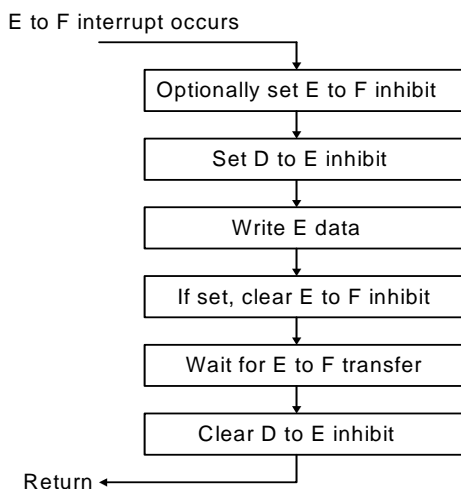 E to F interrupt occurs
Optionally set E to F inhibit
Set D to E inhibit
Write E data
If set, clear E to F inhibit
Wait for E to F transfer
Clear D to E inhibit
Return